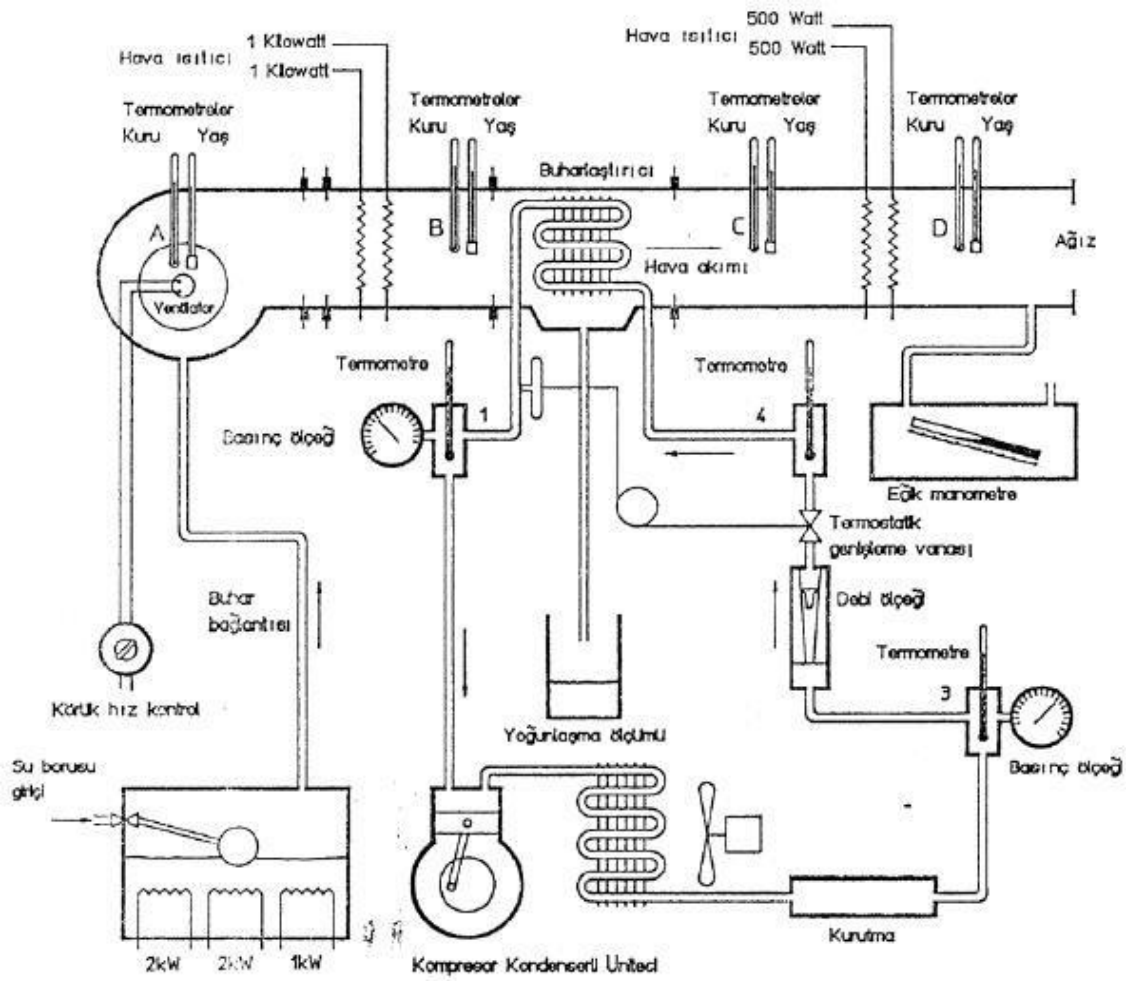 Hava ısıtıcı
1 Kilowatt
1 Kilowatt
Hava ısıtıcı
500 Watt
500 Watt
Termometreler
Kuru Yaş
Termometreler
Kuru Yaş
Termometreler
Kuru Yaş
Termometreler
Kuru Yaş
Buharlaştırıcı
A
B
C
D
Ağız
Hava akımı
Ventilatör
Termometre
Termometre
1
4
Basınç ölçeği
Eğik manometre
Termostatik
genişleme vanası
Buhar
bağlantısı
Debi ölçeği
Termometre
3
Körük hız kontrol
Yoğunlaşma ölçümü
Basınç ölçeği
Su borusu
girişi
Kurutma
2kW 2kW 1kW
Kompresör Kondenserli Ünitesi